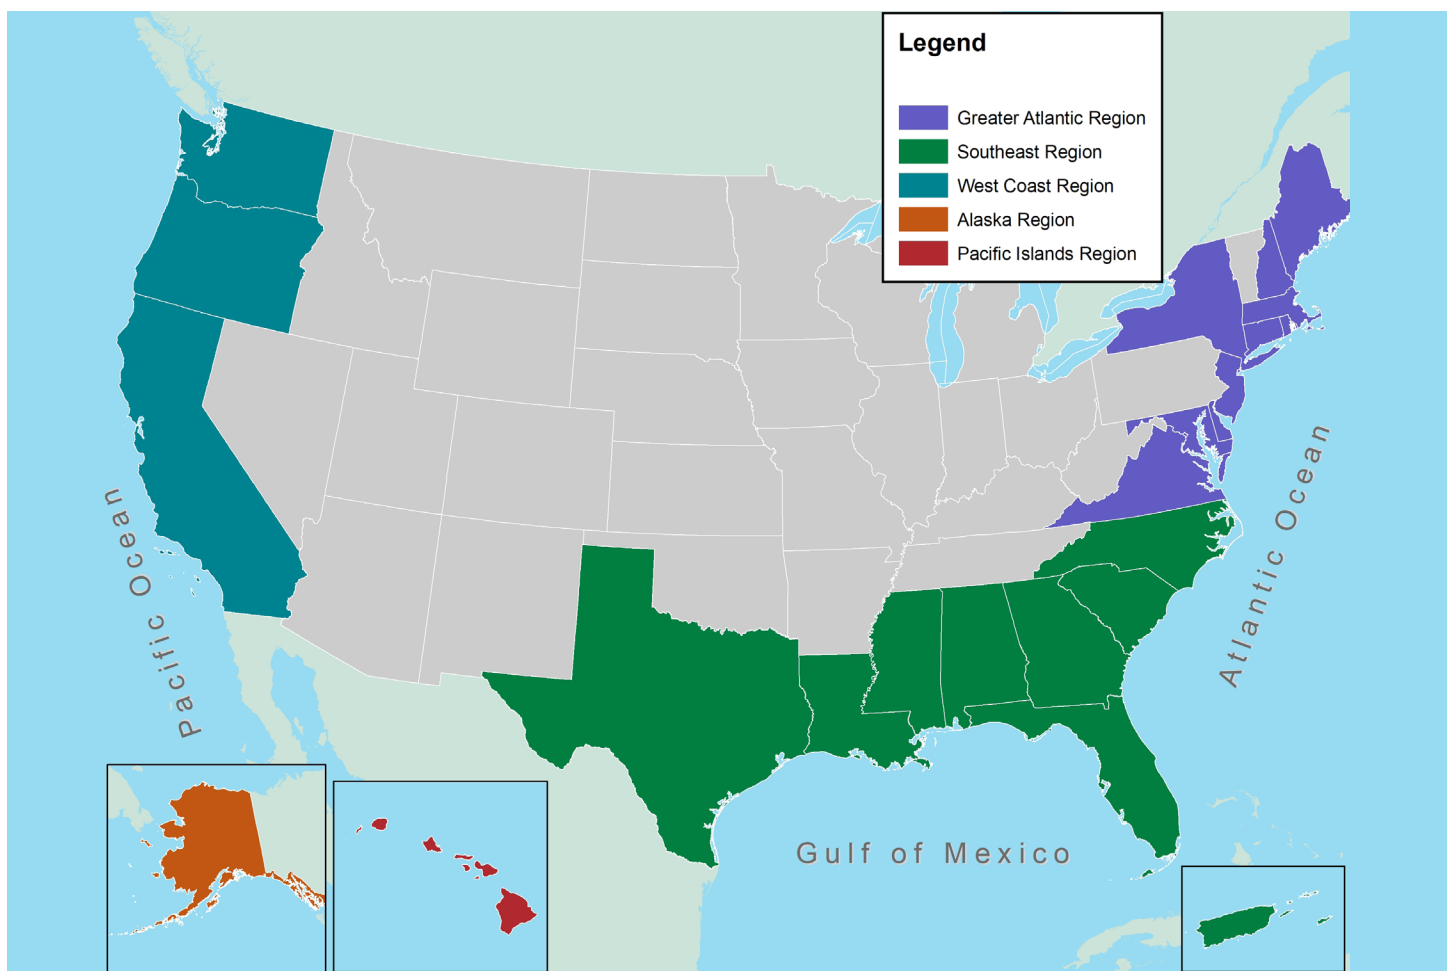 Legend
Greater Atlantic Region
Southeast Region
West Coast Region
Alaska Region
Pacific Islands Region
Pacific Ocean
Atlantic Ocean
Gulf of Mexico